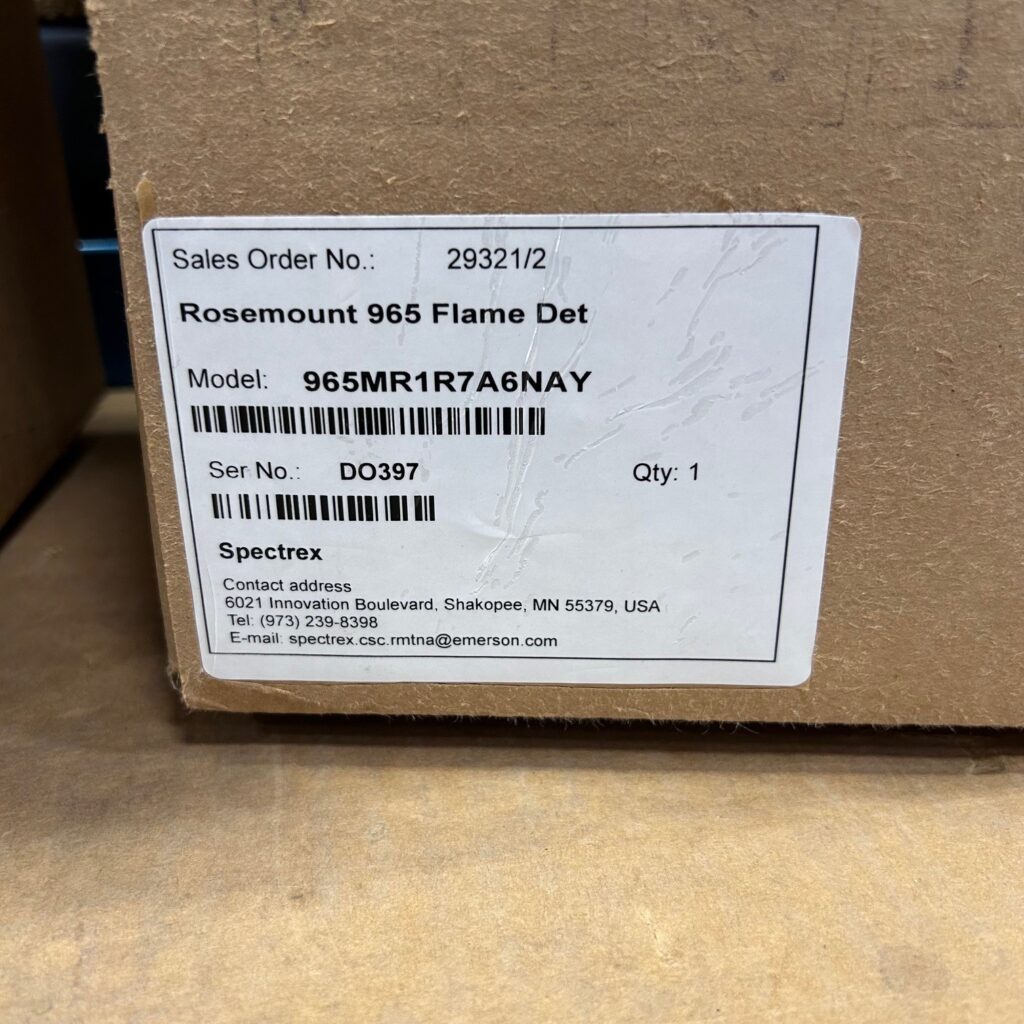 Sales Order No.: 29321/2
Rosemount 965 Flame Det
Model: 965MR1R7A6NAY
Ser No.: DO397 Qty: 1
Spectrex
Contact address
6021 Innovation Boulevard, Shakopee, MN 55379, USA
Tel: (973) 239-8398
E-mail: spectrex.csc.rmtna@emerson.com